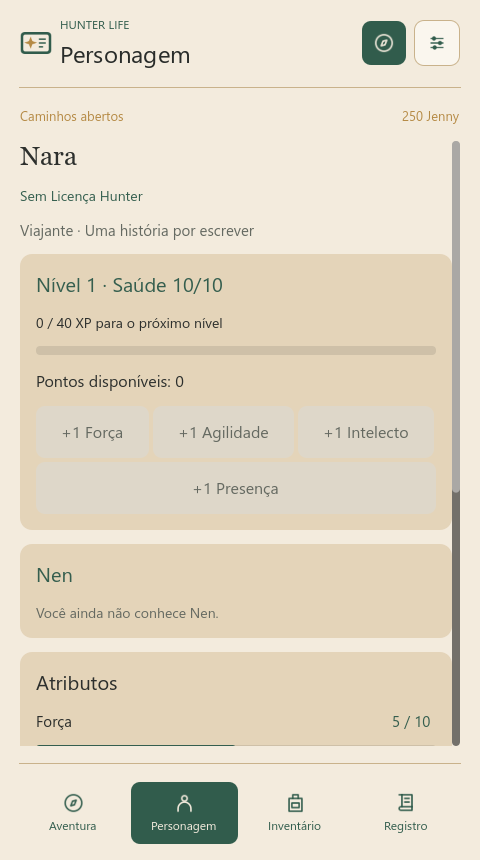 HUNTER LIFE
Personagem
Caminhos abertos
250 Jenny
Nara
Sem Licença Hunter
Viajante · Uma história por escrever
Nível 1 · Saúde 10/10
0 / 40 XP para o próximo nível
Pontos disponíveis: 0
+1 Força
+1 Agilidade
+1 Intelecto
+1 Presença
Nen
Você ainda não conhece Nen.
Atributos
Força
5 / 10
Aventura
Personagem
Inventário
Registro